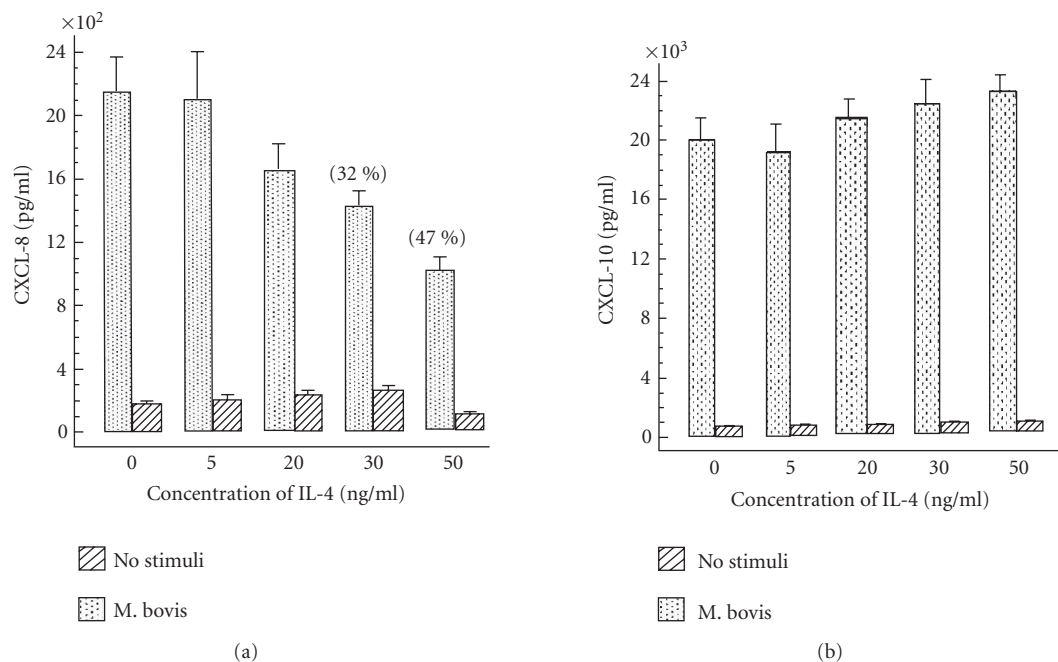 ×10²
24
20
16
12
8
4
0
CXCL-8 (pg/ml)
(32 %)
(47 %)
0 5 20 30 50
Concentration of IL-4 (ng/ml)
No stimuli
M. bovis
(a)
×10³
24
20
16
12
8
4
0
CXCL-10 (pg/ml)
0 5 20 30 50
Concentration of IL-4 (ng/ml)
No stimuli
M. bovis
(b)